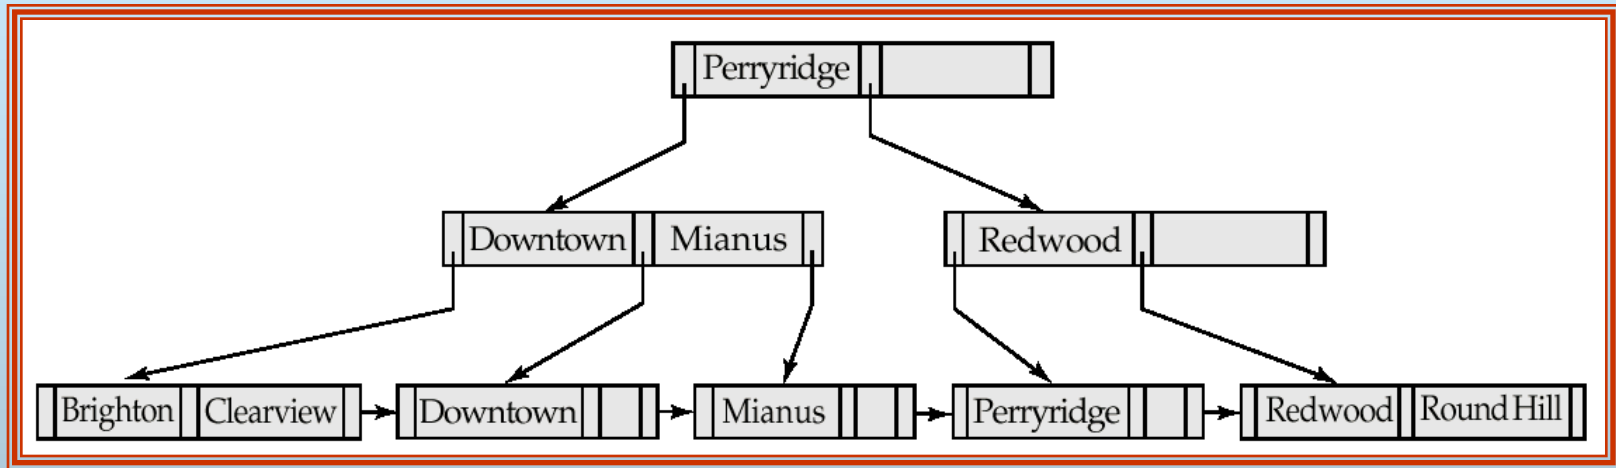 Perryridge
Downtown Mianus
Redwood
Brighton Clearview
Downtown
Mianus
Perryridge
Redwood Round Hill